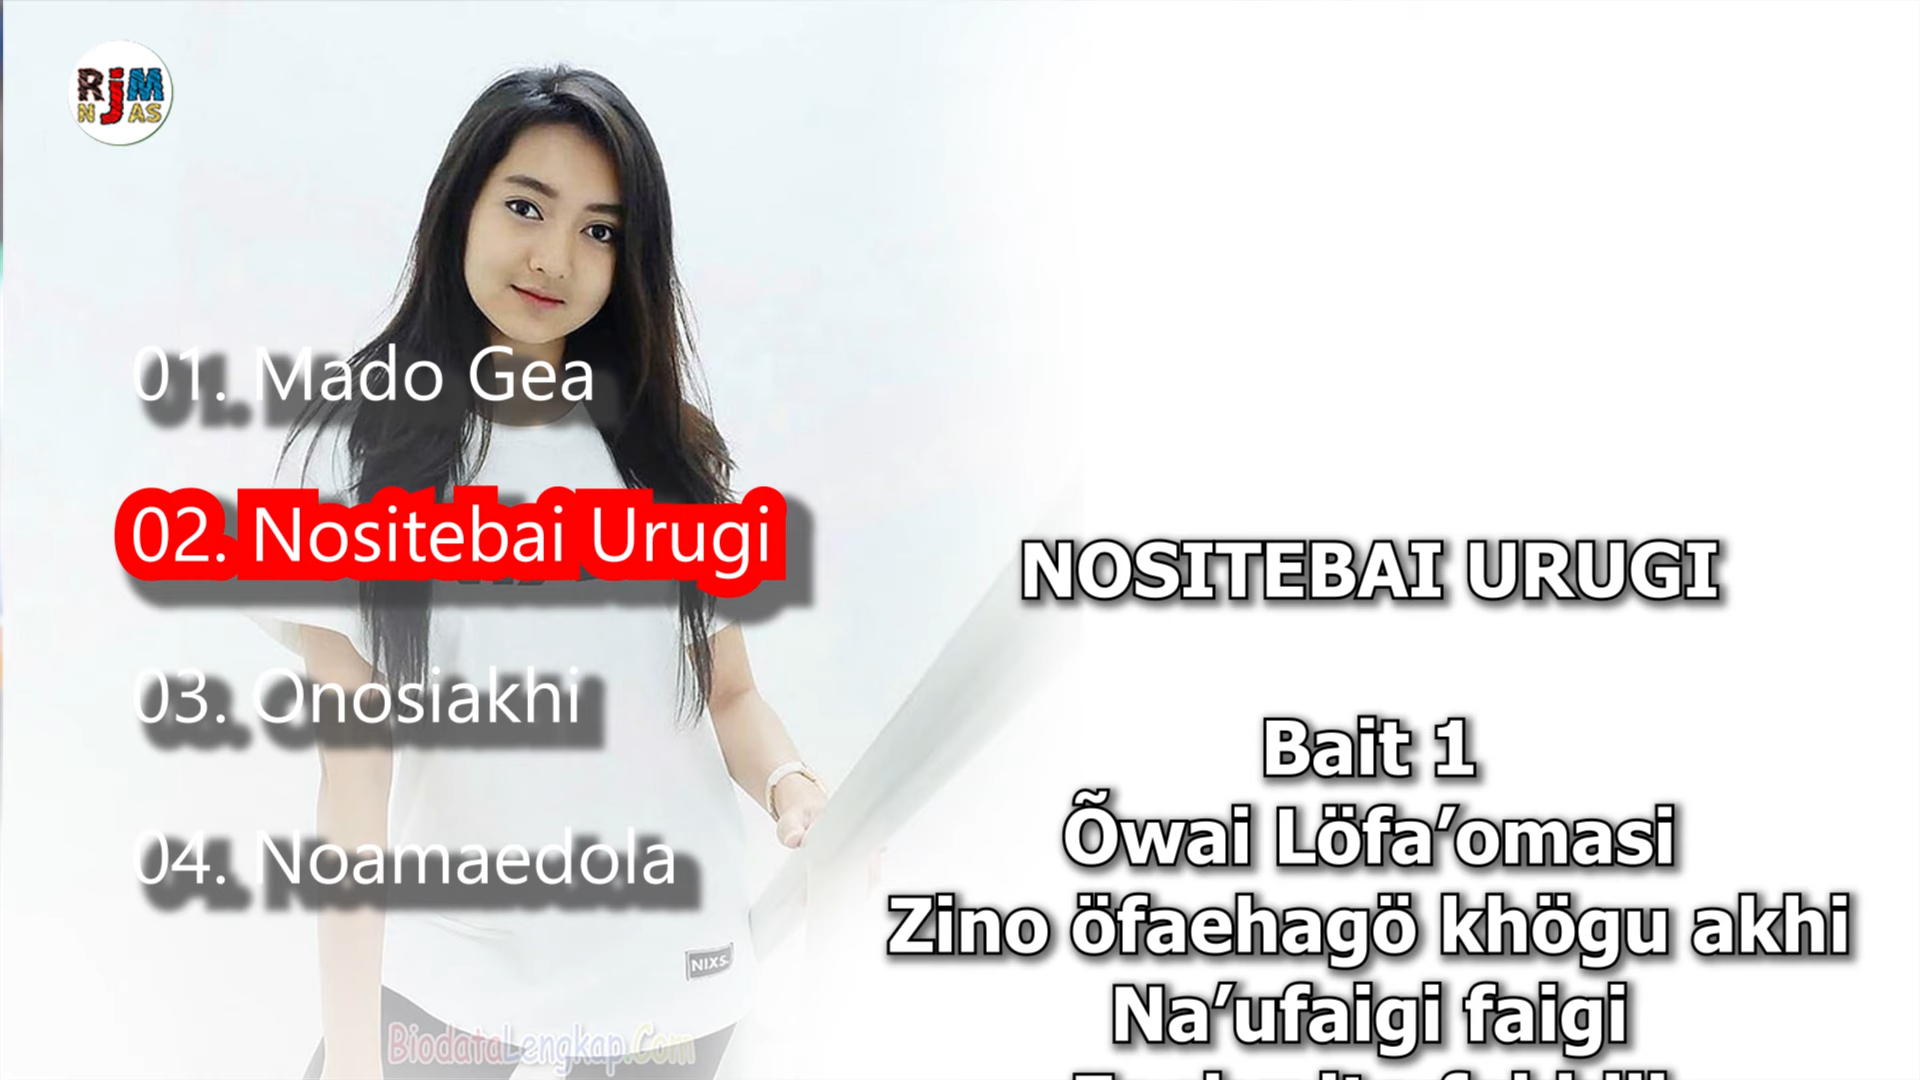 RJM
NJAS
01. Mado Gea
02. Nositebai Urugi
03. Onosiakhi
04. Noamaedola
NIXS
BiodataLengkap.Com
NOSITEBAI URUGI
Bait 1
Õwai Löfa’omasi
Zino öfaehagö khögu akhi
Na’ufaigi faigi